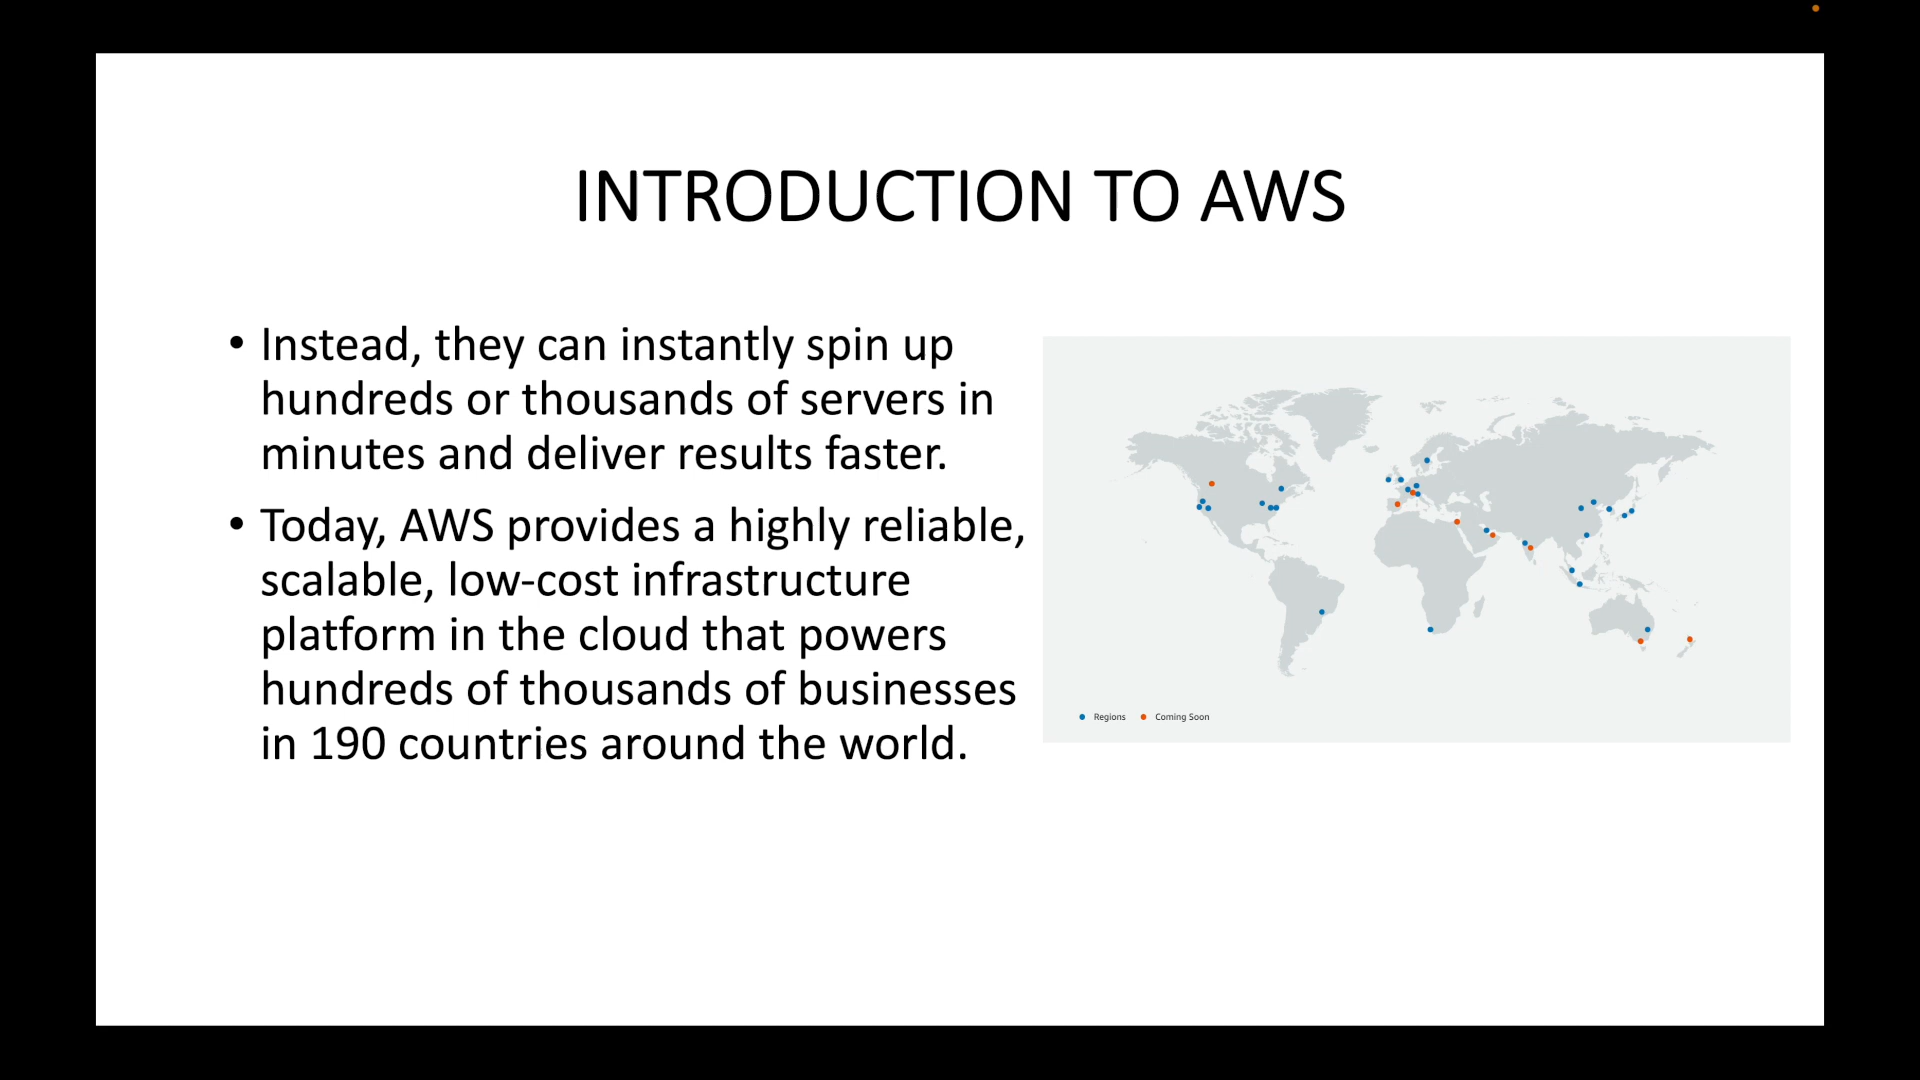 INTRODUCTION TO AWS
• Instead, they can instantly spin up
hundreds or thousands of servers in
minutes and deliver results faster.
• Today, AWS provides a highly reliable,
scalable, low-cost infrastructure
platform in the cloud that powers
hundreds of thousands of businesses
in 190 countries around the world.
Regions Coming Soon